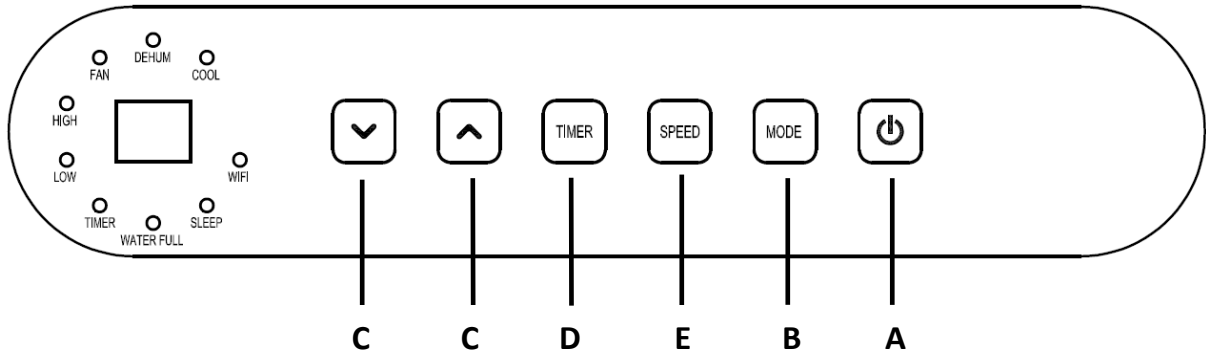 DEHUM
FAN
COOL
HIGH
TIMER
SPEED
MODE
LOW
WIFI
TIMER
SLEEP
WATER FULL
C
C
D
E
B
A